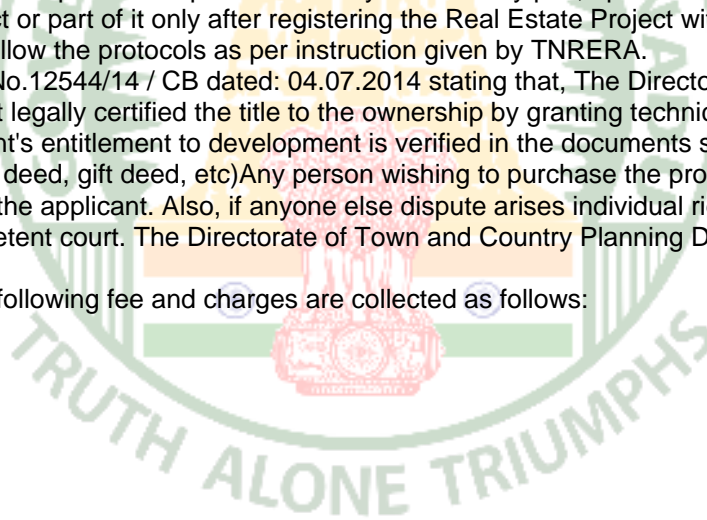 ct or part of it only after registering the Real Estate Project wi
llow the protocols as per instruction given by TNRERA.
No.12544/14 / CB dated: 04.07.2014 stating that, The Directo
t legally certified the title to the ownership by granting technic
nt's entitlement to development is verified in the documents s
deed, gift deed, etc)Any person wishing to purchase the pro
the applicant. Also, if anyone else dispute arises individual ri
etent court. The Directorate of Town and Country Planning D
following fee and charges are collected as follows:
TRUTH ALONE TRIUMPHS